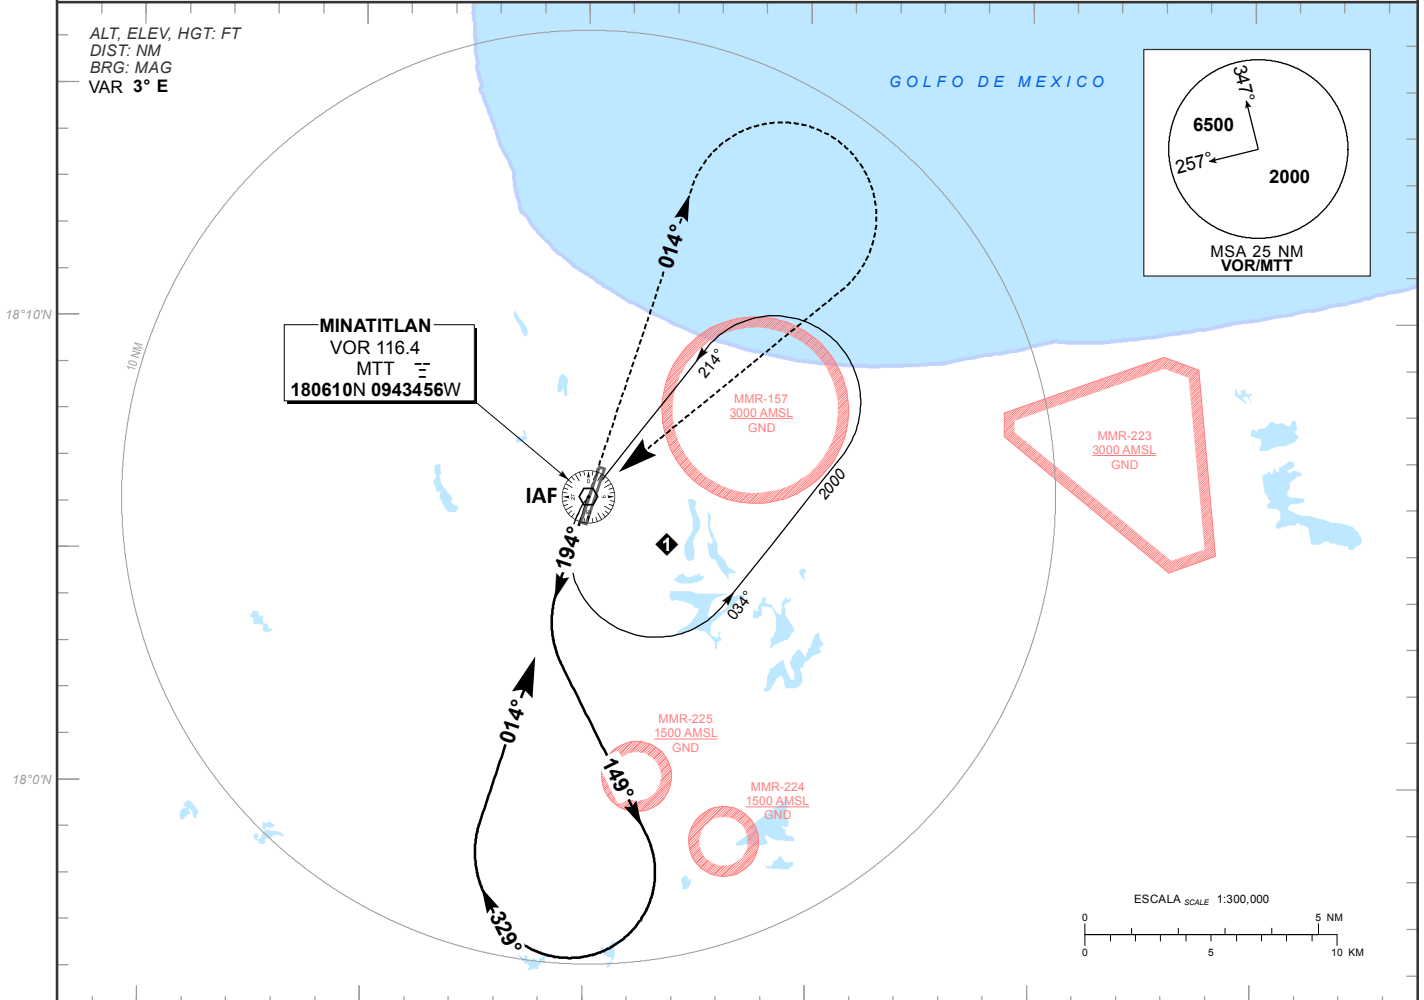 ALT, ELEV, HGT: FT
DIST: NM
BRG: MAG
VAR 3° E
GOLFO DE MEXICO
347°
6500
257°
2000
MSA 25 NM
VOR/MTT
014°
18°10'N
10 NM
MINATITLAN
VOR 116.4
MTT
180610N 0943456W
214°
MMR-157
3000 AMSL
GND
MMR-223
3000 AMSL
GND
IAF
2000
1
194°
034°
014°
MMR-225
1500 AMSL
GND
18°0'N
149°
MMR-224
1500 AMSL
GND
329°
ESCALA SCALE 1:300,000
0 5 NM
0 5 10 KM